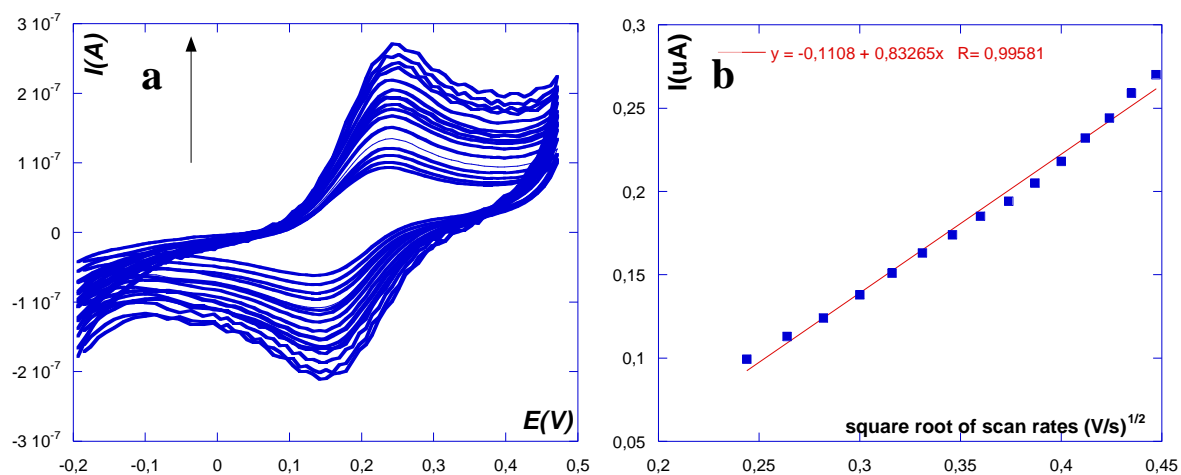 3 10⁻⁷
I(A)
a
2 10⁻⁷
1 10⁻⁷
0
-1 10⁻⁷
-2 10⁻⁷
E(V)
-3 10⁻⁷
-0,2 -0,1 0 0,1 0,2 0,3 0,4 0,5
0,3
I(uA)
b
y = -0,1108 + 0,83265x R= 0,99581
0,25
0,2
0,15
0,1
square root of scan rates (V/s)^1/2
0,05
0,2 0,25 0,3 0,35 0,4 0,45